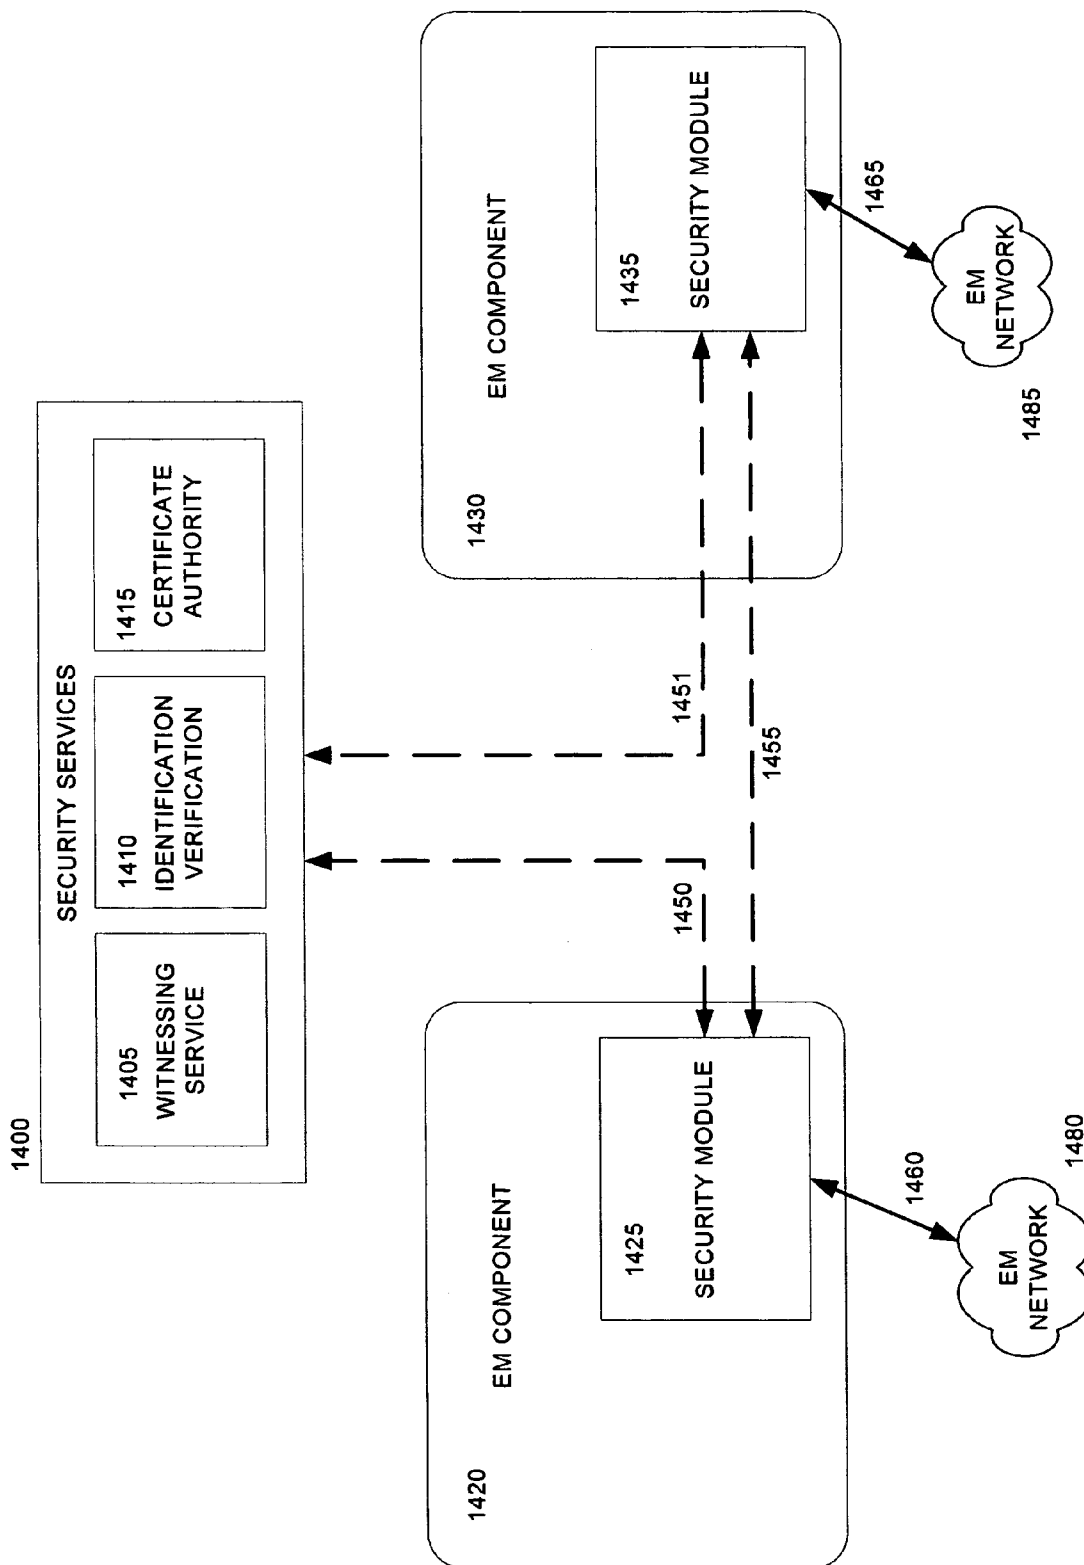 1400
SECURITY SERVICES
1405
WITNESSING
SERVICE
1410
IDENTIFICATION
VERIFICATION
1415
CERTIFICATE
AUTHORITY
1420
EM COMPONENT
1425
SECURITY MODULE
1450
1451
1455
1430
EM COMPONENT
1435
SECURITY MODULE
1460
EM
NETWORK
1480
1465
EM
NETWORK
1485